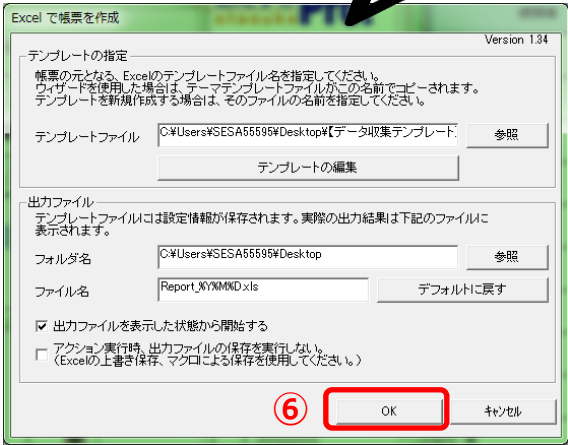 Excel で帳票を作成
Version 1.34
テンプレートの指定
帳票の元となる、Excelのテンプレートファイル名を指定してください。
ウィザードを使用した場合は、テーマテンプレートファイルがこの名前でコピーされます。
テンプレートを新規作成する場合は、そのファイルの名前を指定してください。
テンプレートファイル
C:¥Users¥SESA55595¥Desktop¥【データ収集テンプレート】
参照
テンプレートの編集
出力ファイル
テンプレートファイルには設定情報が保存されます。実際の出力結果は下記のファイルに
表示されます。
フォルダ名
C:¥Users¥SESA55595¥Desktop
参照
ファイル名
Report_%Y%M%D.xls
デフォルトに戻す
出力ファイルを表示した状態から開始する
アクション実行時、出力ファイルの保存を実行しない。
(Excelの上書き保存、マクロによる保存を使用してください。)
⑥
OK
キャンセル